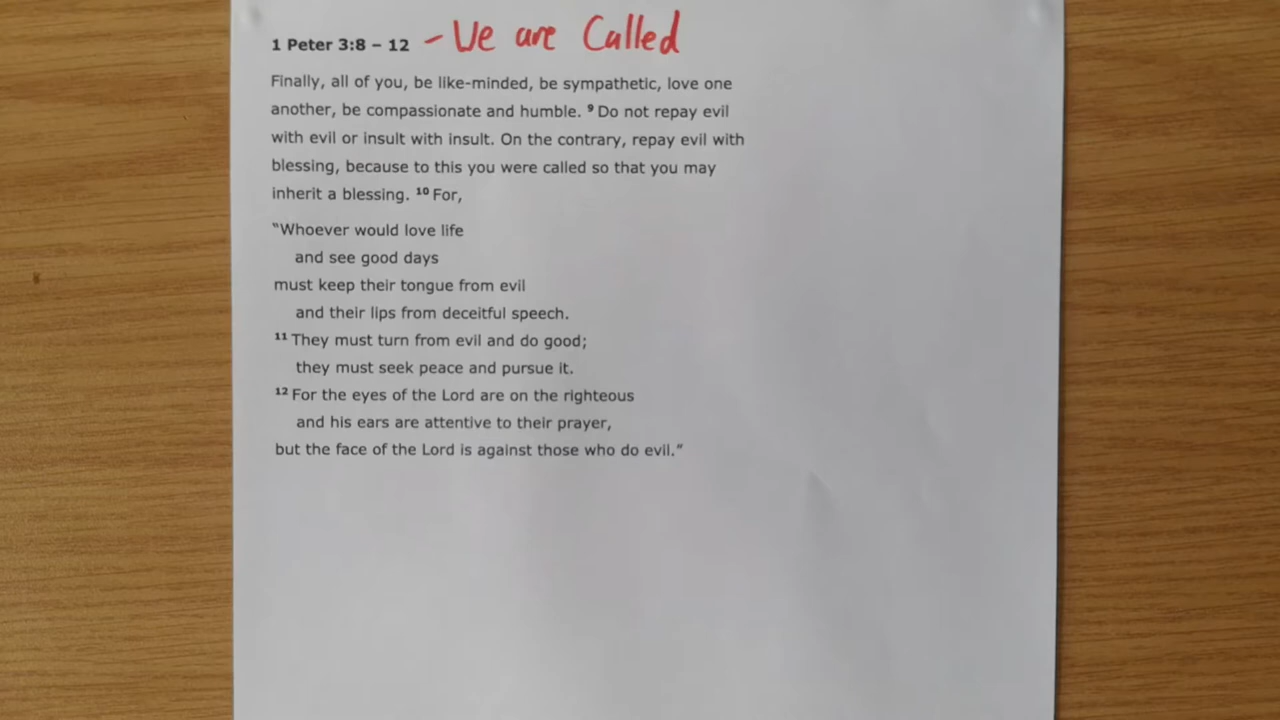 1 Peter 3:8 – 12 – We are Called
Finally, all of you, be like-minded, be sympathetic, love one
another, be compassionate and humble. ⁹ Do not repay evil
with evil or insult with insult. On the contrary, repay evil with
blessing, because to this you were called so that you may
inherit a blessing. ¹⁰ For,
“Whoever would love life
and see good days
must keep their tongue from evil
and their lips from deceitful speech.
¹¹ They must turn from evil and do good;
they must seek peace and pursue it.
¹² For the eyes of the Lord are on the righteous
and his ears are attentive to their prayer,
but the face of the Lord is against those who do evil.”